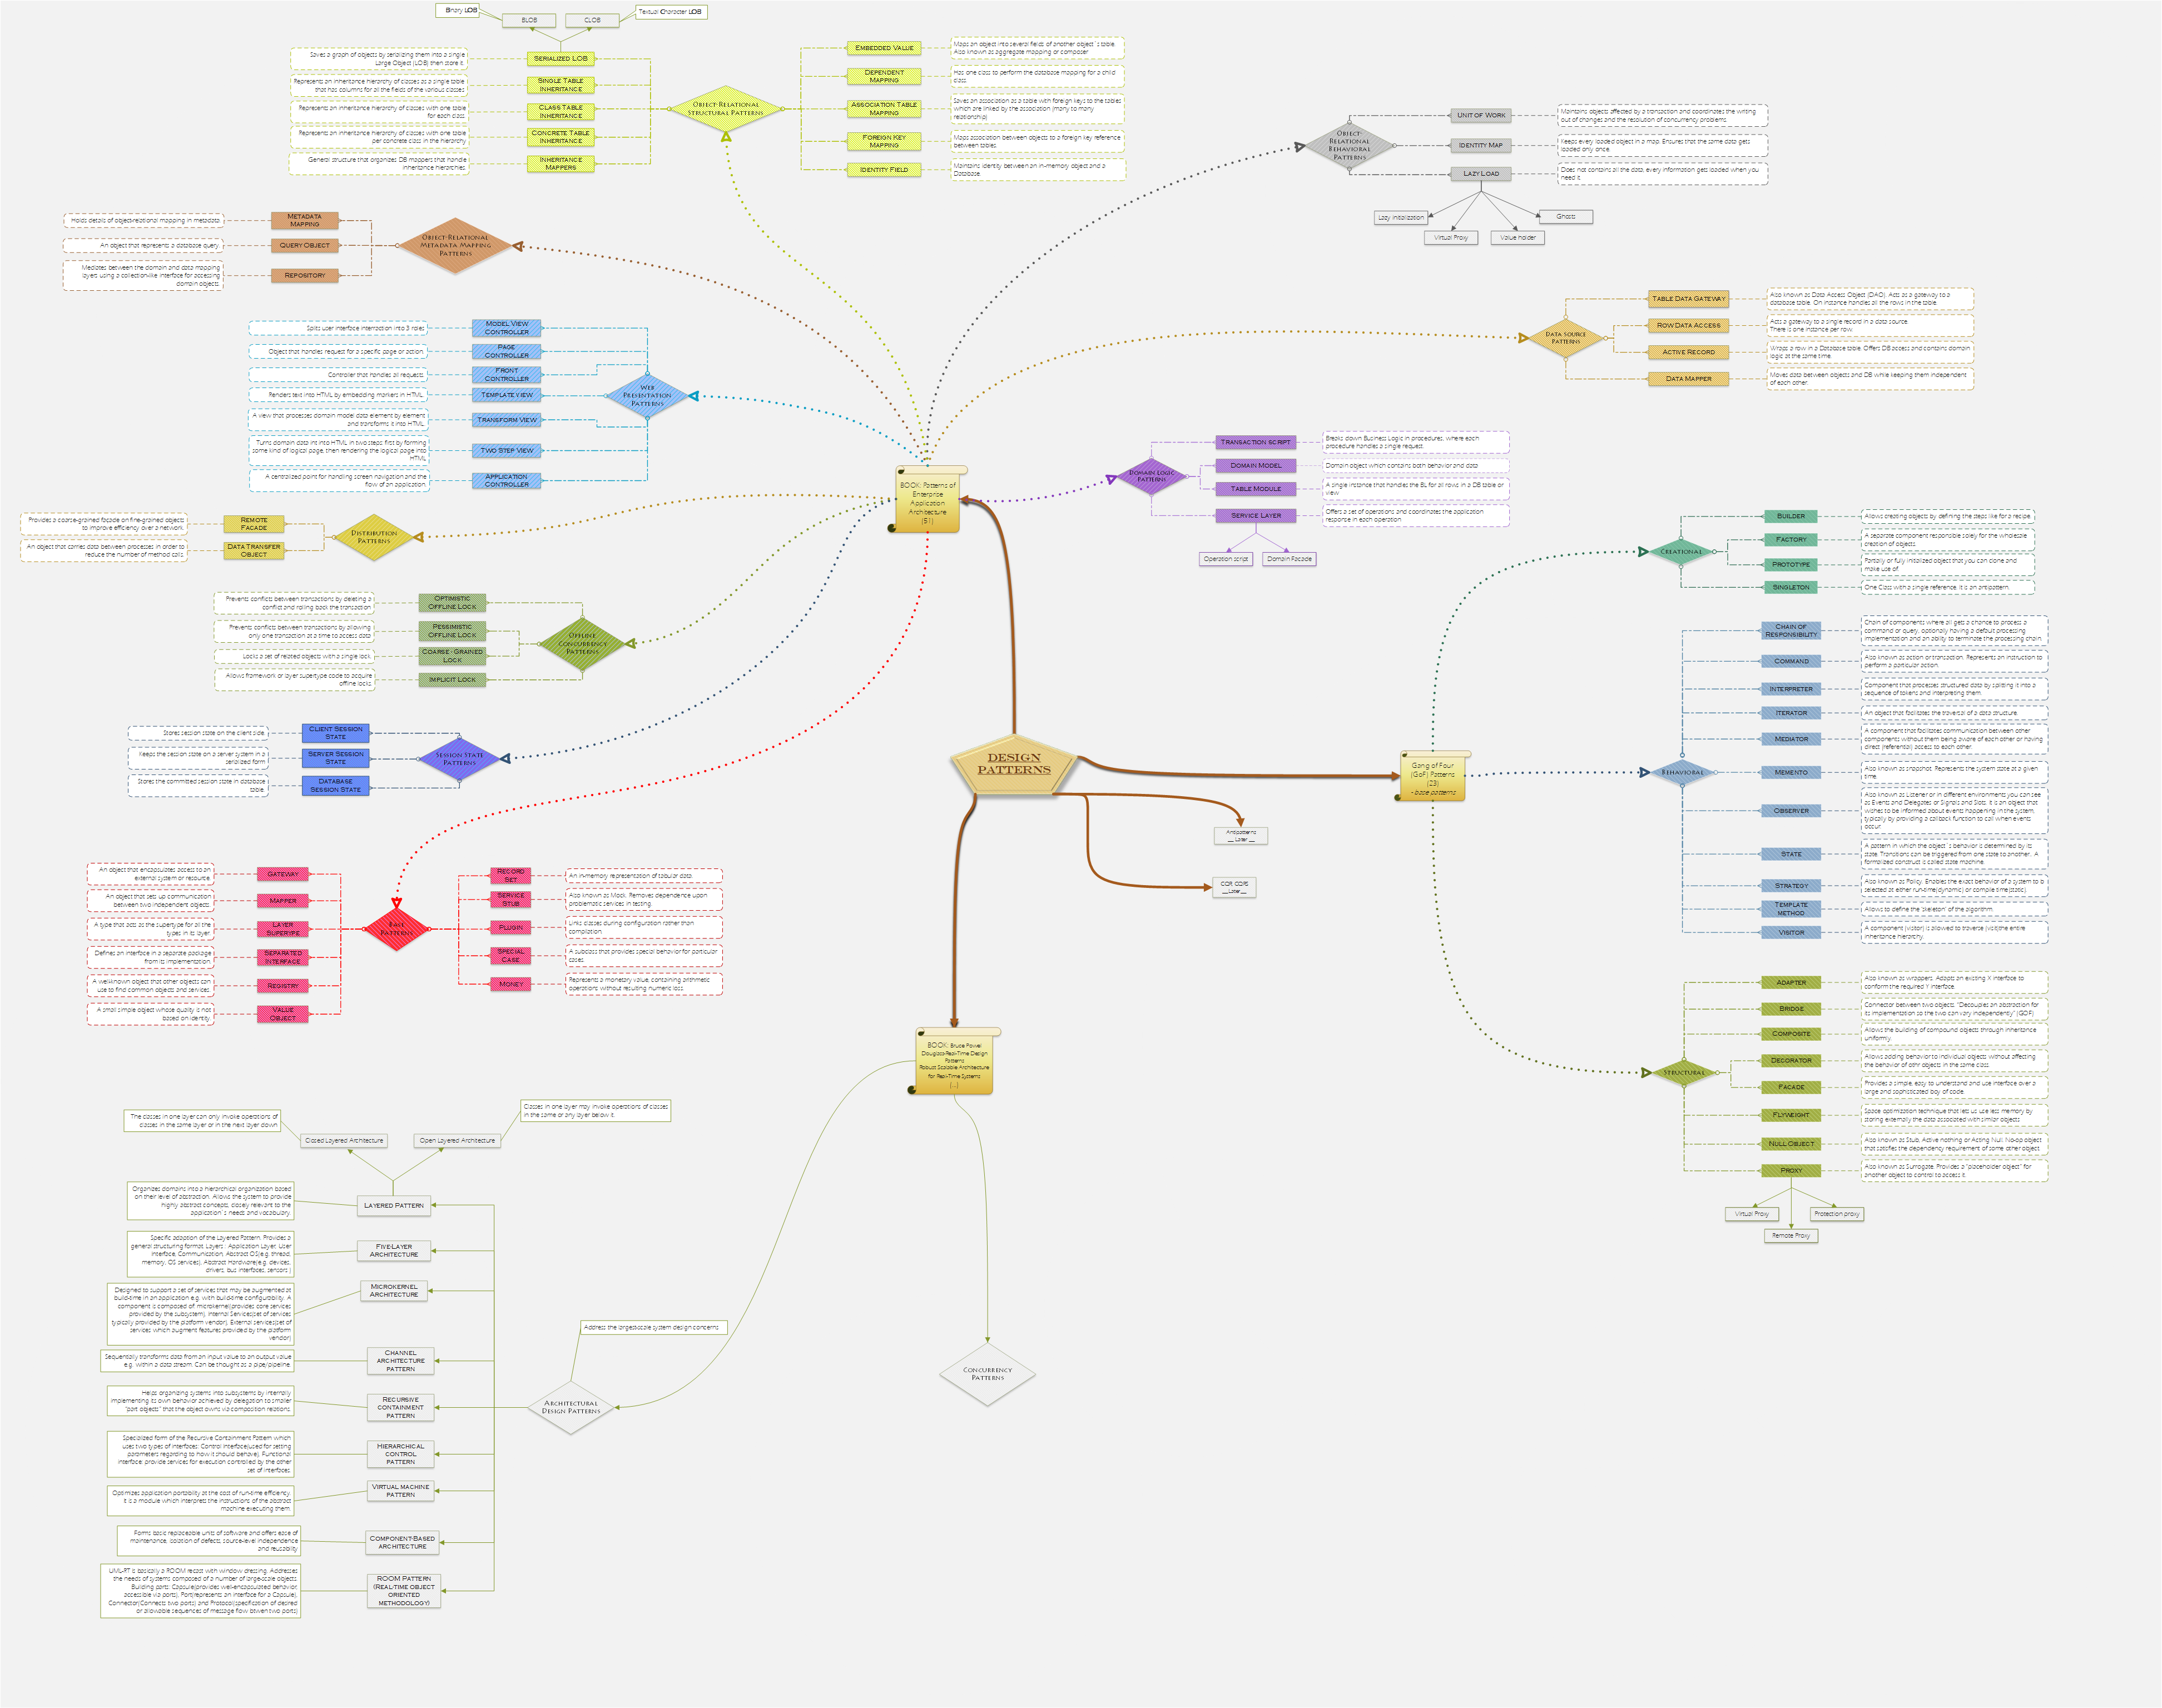 Binary LOB
BLOB
CLOB
Textual Character LOB
Saves a graph of objects by serializing them into a single
Large Object (LOB) then store it.
SERIALIZED LOB
Represents an inheritance hierarchy of classes as a single table
that has columns for all the fields of the various classes
SINGLE TABLE
INHERITANCE
Represents an inheritance hierarchy of classes with one table
for each class.
CLASS TABLE
INHERITANCE
Represents an inheritance hierarchy of classes with one table
per concrete class in the hierarchy
CONCRETE TABLE
INHERITANCE
General structure that organizes DB mappers that handle
inheritance hierarchies.
INHERITANCE
MAPPERS
OBJECT-RELATIONAL
STRUCTURAL PATTERNS
EMBEDDED VALUE
Maps an object into several fields of another object`s table.
Also known as aggregate mapping or composer
DEPENDENT
MAPPING
Has one class to perform the database mapping for a child
class.
ASSOCIATION TABLE
MAPPING
Saves an association as a table with foreign keys to the tables
which are linked by the association (many to many
relationship)
FOREIGN KEY
MAPPING
Maps association between objects to a foreign key reference
between tables.
IDENTITY FIELD
Maintains identity between an in-memory object and a
Database.
OBJECT-
RELATIONAL
BEHAVIORAL
PATTERNS
UNIT OF WORK
Maintains objects affected by a transaction and coordinates the writing
out of changes and the resolution of concurrency problems.
IDENTITY MAP
Keeps every loaded object in a map. Ensures that the same data gets
loaded only once.
LAZY LOAD
Does not contains all the data, every information gets loaded when you
need it.
Lazy Initialization
Virtual Proxy
Value holder
Ghosts
Holds details of object-relational mapping in metadata.
METADATA
MAPPING
An object that represents a database query.
QUERY OBJECT
Mediates between the domain and data mapping
layers using a collection-like interface for accessing
domain objects.
REPOSITORY
OBJECT-RELATIONAL
METADATA MAPPING
PATTERNS
DATA SOURCE
PATTERNS
TABLE DATA GATEWAY
Also known as Data Access Object (DAO). Acts as a gateway to a
database table. On instance handles all the rows in the table.
ROW DATA ACCESS
Acts a gateway to a single record in a data source.
There is one instance per row.
ACTIVE RECORD
Wraps a row in a Database table. Offers DB access and contains domain
logic at the same time.
DATA MAPPER
Moves data between objects and DB while keeping them independent
of each other.
Splits user interface interraction into 3 roles
MODEL VIEW
CONTROLLER
Object that handles request for a specific page or action.
PAGE
CONTROLLER
Controller that handles all requests.
FRONT
CONTROLLER
Renders text into HTML by embedding markers in HTML.
TEMPLATE VIEW
A view that processes domain model data element by element
and transforms it into HTML.
TRANSFORM VIEW
Turns domain data int into HTML in two steps: first by forming
some kind of logical page, then rendering the logical page into
HTML
TWO STEP VIEW
A centralized point for handling screen navigation and the
flow of an application.
APPLICATION
CONTROLLER
WEB
PRESENTATION
PATTERNS
BOOK: Patterns of
Enterprise
Application
Architecture
(51)
DOMAIN LOGIC
PATTERNS
TRANSACTION SCRIPT
Breaks down Business Logic in procedures, where each
procedure handles a single request.
DOMAIN MODEL
Domain object which contains both behavior and data
TABLE MODULE
A single instance that handles the BL for all rows in a DB table or
view
SERVICE LAYER
Offers a set of operations and coordinates the application
response in each operation
Operation script
Domain Facade
Provides a coarse-grained façade on fine-grained objects
to improve efficiency over a network.
REMOTE
FACADE
An object that carries data between processes in order to
reduce the number of method calls.
DATA TRANSFER
OBJECT
DISTRIBUTION
PATTERNS
CREATIONAL
BUILDER
Allows creating objects by defining the steps like for a recipe.
FACTORY
A separate component responsible solely for the wholesale
creation of objects.
PROTOTYPE
Partially or fully initialized object that you can clone and
make use of.
SINGLETON
One Class with a single reference. It is an antipattern.
Prevents conflicts between transactions by deleting a
conflict and rolling back the transaction
OPTIMISTIC
OFFLINE LOCK
Prevents conflicts between transactions by allowing
only one transaction at a time to access data
PESSIMISTIC
OFFLINE LOCK
Locks a set of related objects with a single lock.
COARSE - GRAINED
LOCK
Allows framework or layer supertype code to acquire
offline locks.
IMPLICIT LOCK
OFFLINE
CONCURRENCY
PATTERNS
BEHAVIORAL
CHAIN OF
RESPONSIBILITY
Chain of components where all gets a chance to process a
command or query, optionally having a default processing
implementation and an ability to terminate the processing chain.
COMMAND
Also known as action or transaction. Represents an instruction to
perform a particular action.
INTERPRETER
Component that processes structured data by splitting it into a
sequence of tokens and interpreting them
ITERATOR
An object that facilitates the traversal of a data structure.
MEDIATOR
A component that facilitates communication between other
components without them being aware of each other or having
direct (referential) access to each other.
MEMENTO
Also known as snapshot. Represents the system state at a given
time.
OBSERVER
Also known as Listener or in different environments you can see
as Events and Delegates or Signals and Slots. It is an object that
wishes to be informed about events happening in the system,
typically by providing a callback function to call when events
occur.
STATE
A pattern in which the object`s behavior is determined by its
state. Transitions can be triggered from one state to another. A
formalized construct is called state machine.
STRATEGY
Also known as Policy. Enables the exact behavior of a system to b
selected at either run-time(dynamic) or compile time(static).
TEMPLATE
METHOD
Allows to define the 'skeleton' of the algorithm.
VISITOR
A component (visitor) is allowed to traverse (visit)the entire
inheritance hierarchy.
Stores session state on the client side.
CLIENT SESSION
STATE
Keeps the session state on a server system in a
serialized form
SERVER SESSION
STATE
Stores the committed session state in database
table.
DATABASE
SESSION STATE
SESSION STATE
PATTERNS
DESIGN
PATTERNS
Gang of Four
(GoF) Patterns
(23)
- base patterns
Antipatterns
__ Later __
CQR CQRS
__Later__
An object that encapsulates access to an
external system or resource.
GATEWAY
An object that sets up communication
between two independent objects.
MAPPER
A type that acts as the supertype for all the
types in its layer.
LAYER
SUPERYPE
Defines an interface in a separate package
from its implementation.
SEPARATED
INTERFACE
A well-known object that other objects can
use to find common objects and services.
REGISTRY
A small simple object whose quality is not
based on identity.
VALUE
OBJECT
BASE
PATTERNS
RECORD
SET
An in-memory representation of tabular data.
SERVICE
STUB
Also known as Mock. Removes dependence upon
problematic services in testing.
PLUGIN
Links classes during configuration rather than
compilation.
SPECIAL
CASE
A subclass that provides special behavior for particular
cases.
MONEY
Represents a monetary value, containing arithmetic
operations without resulting numeric loss.
STRUCTURAL
ADAPTER
Also known as wrappers. Adapts an existing X interface to
conform the required Y interface.
BRIDGE
Connector between two objects. "Decouples an abstraction for
its implementation so the two can vary independently" (GOF)
COMPOSITE
Allows the building of compound objects through inheritance
uniformly.
DECORATOR
Allows adding behavior to individual objects without affecting
the behavior of othr objects in the same class.
FACADE
Provides a simple, easy to understand and use interface over a
large and sophisticated boy of code.
FLYWEIGHT
Space optimization technique that lets us use less memory by
storing externally the data associated with similar objects
NULL OBJECT
Also known as Stub, Active nothing or Acting Null. No-op object
that satisfies the dependency requirement of some other object.
PROXY
Also known as Surrogate. Provides a "placeholder object" for
another object to control to access it.
Virtual Proxy
Remote Proxy
Protection proxy
BOOK: Bruce Powel
Douglass-Real-Time Design
Patterns
Robust Scalable Architecture
for Real-Time Systems
(...)
The classes in one layer can only invoke operations of
classes in the same layer or in the next layer down
Classes in one layer may invoke operations of classes
in the same or any layer below it.
Closed Layered Architecture
Open Layered Architecture
Organizes domains into a hierarchical organization based
on their level of abstraction. Allows the system to provide
highly abstract concepts, closely relevant to the
application`s needs and vocabulary.
LAYERED PATTERN
Specific adaption of the Layered Pattern. Provides a
general structuring format. Layers : Application Layer, User
Interface, Communication, Abstract OS(e.g. thread,
memory, OS services), Abstract Hardware(e.g. devices,
drivers, bus interfaces, sensors )
FIVE-LAYER
ARCHITECTURE
Designed to support a set of services that may be augmented at
build-time in an application e.g. with build-time configurability. A
component is composed of: microkernel(provides core services
provided by the subsystem), Internal Services(set of services
typically provided by the platform vendor), External services(set of
services which augment features provided by the platform
vendor)
MICROKERNEL
ARCHITECTURE
Sequentially transforms data from an input value to an output value
e.g. within a data stream. Can be thought as a pipe/pipeline.
CHANNEL
ARCHITECTURE
PATTERN
Helps organizing systems into subsystems by internally
implementing its own behavior achieved by delegation to smaller
"part objects" that the object owns via composition relations.
RECURSIVE
CONTAINMENT
PATTERN
Specialized form of the Recursive Containment Pattern which
uses two types of interfaces: Control Interface(used for setting
parameters regarding to how it should behave), Functional
interface: provide services for execution controlled by the other
set of interfaces.
HIERARCHICAL
CONTROL
PATTERN
Optimizes application portability at the cost of run-time efficiency.
It is a module which interprets the instructions of the abstract
machine executing them.
VIRTUAL MACHINE
PATTERN
Forms basic replaceable units of software and offers ease of
maintenance, isolation of defects, source-level independence
and reusability
COMPONENT-BASED
ARCHITECTURE
UML-RT is basically a ROOM recast with window dressing. Addresses
the needs of systems composed of a number of large-scale objects.
Building parts: Capsule(provides well-encapsulated behavior,
accessible via ports), Port(represents an interface for a Capsule),
Connector(Connects two ports) and Protocol(specification of desired
or allowable sequences of message flow btwen two ports)
ROOM PATTERN
(REAL-TIME OBJECT
ORIENTED
METHODOLOGY)
Address the largest-scale system design concerns
ARCHITECTURAL
DESIGN PATTERNS
CONCURRENCY
PATTERNS